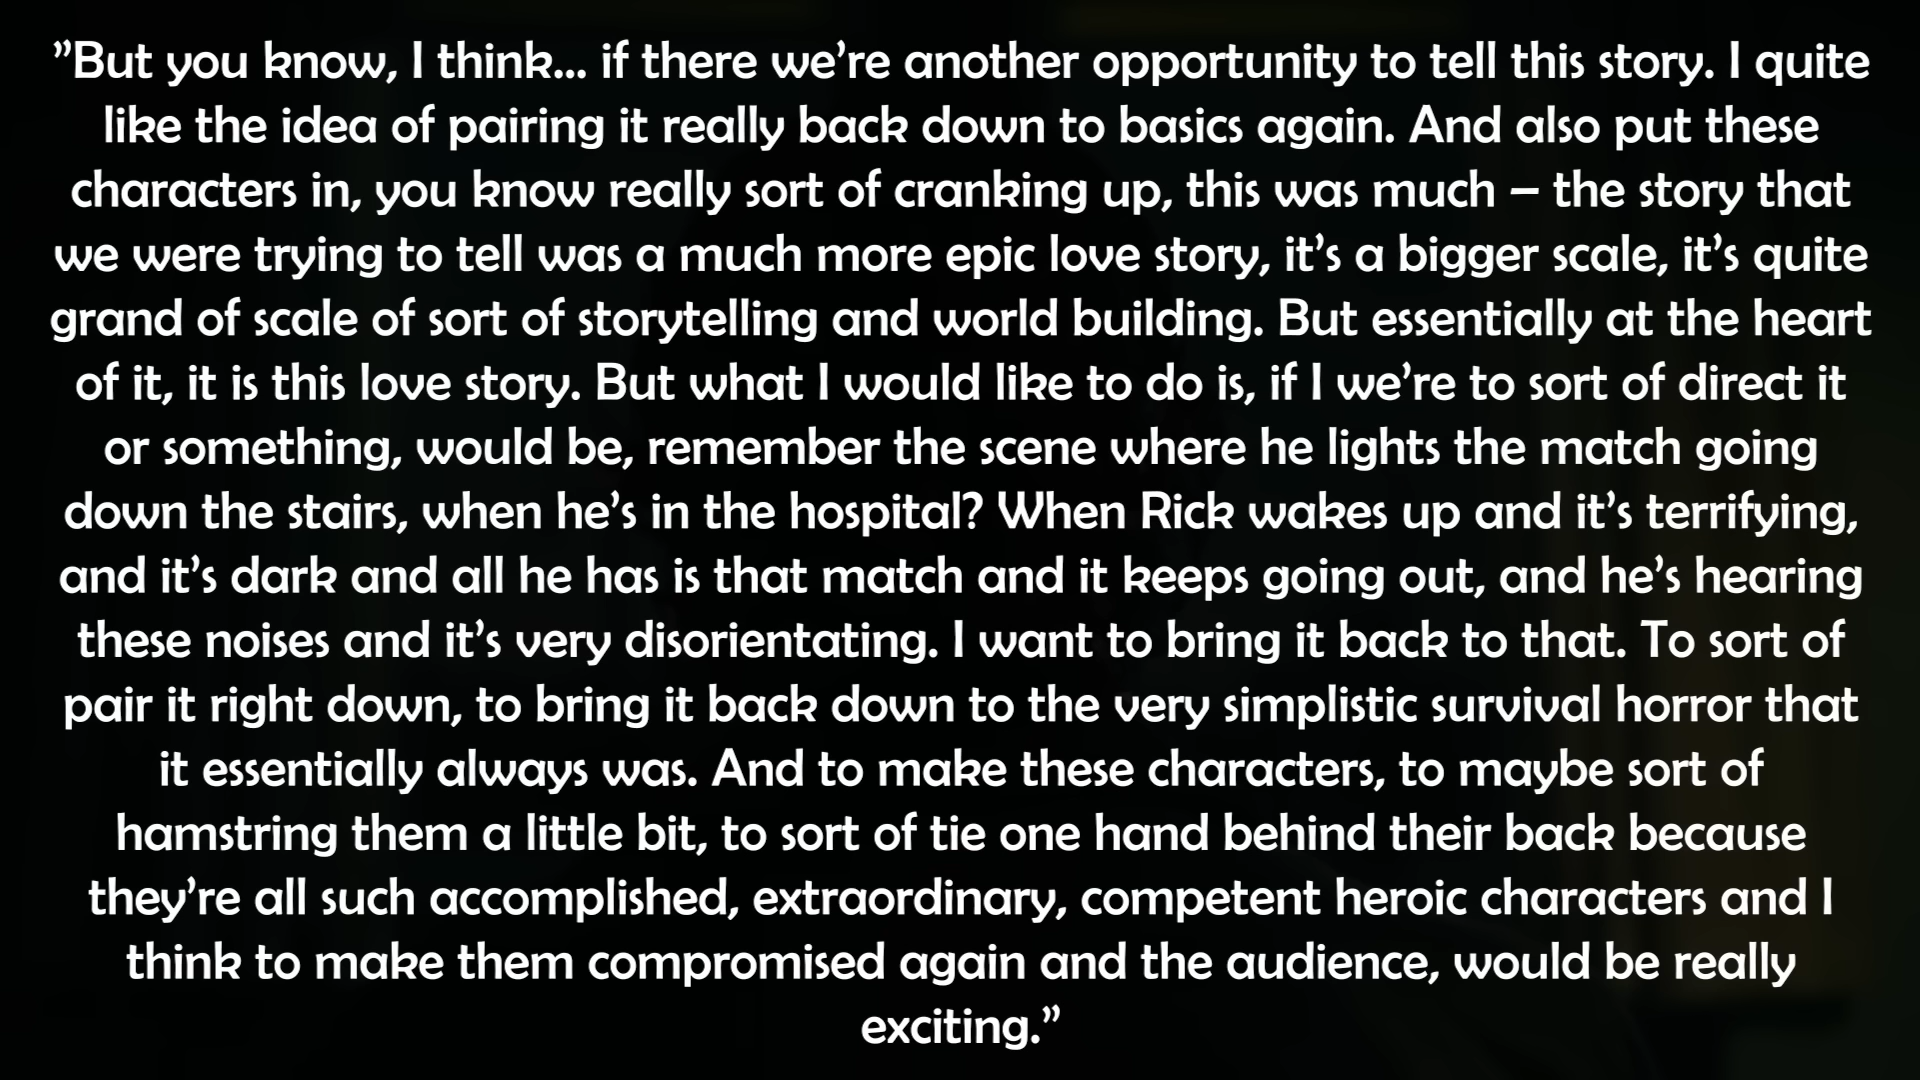 ”But you know, I think... if there we’re another opportunity to tell this story. I quite
like the idea of pairing it really back down to basics again. And also put these
characters in, you know really sort of cranking up, this was much – the story that
we were trying to tell was a much more epic love story, it’s a bigger scale, it’s quite
grand of scale of sort of storytelling and world building. But essentially at the heart
of it, it is this love story. But what I would like to do is, if I we’re to sort of direct it
or something, would be, remember the scene where he lights the match going
down the stairs, when he’s in the hospital? When Rick wakes up and it’s terrifying,
and it’s dark and all he has is that match and it keeps going out, and he’s hearing
these noises and it’s very disorientating. I want to bring it back to that. To sort of
pair it right down, to bring it back down to the very simplistic survival horror that
it essentially always was. And to make these characters, to maybe sort of
hamstring them a little bit, to sort of tie one hand behind their back because
they’re all such accomplished, extraordinary, competent heroic characters and I
think to make them compromised again and the audience, would be really
exciting.”